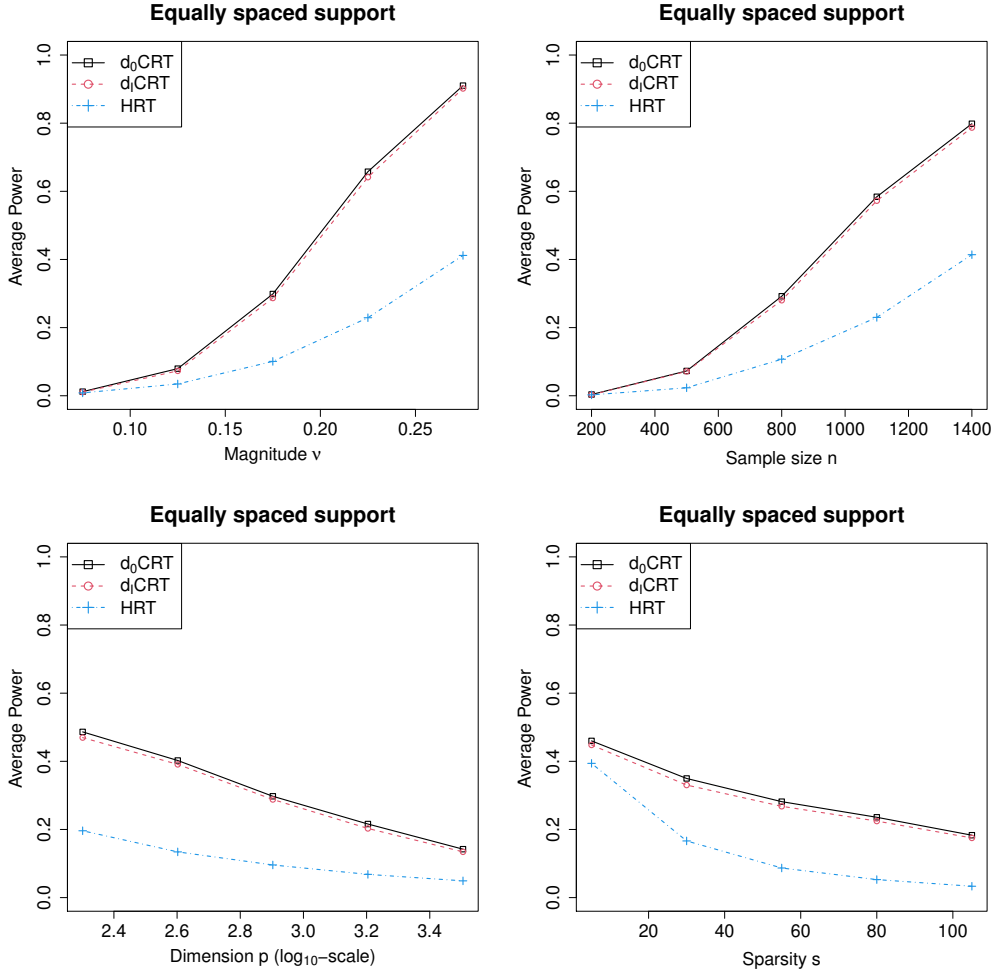 Equally spaced support
Average Power
0.0 0.2 0.4 0.6 0.8 1.0
d₀CRT
dᵢCRT
HRT
0.10 0.15 0.20 0.25
Magnitude ν
Equally spaced support
Average Power
0.0 0.2 0.4 0.6 0.8 1.0
d₀CRT
dᵢCRT
HRT
200 400 600 800 1000 1200 1400
Sample size n
Equally spaced support
Average Power
0.0 0.2 0.4 0.6 0.8 1.0
d₀CRT
dᵢCRT
HRT
2.4 2.6 2.8 3.0 3.2 3.4
Dimension p (log₁₀−scale)
Equally spaced support
Average Power
0.0 0.2 0.4 0.6 0.8 1.0
d₀CRT
dᵢCRT
HRT
20 40 60 80 100
Sparsity s